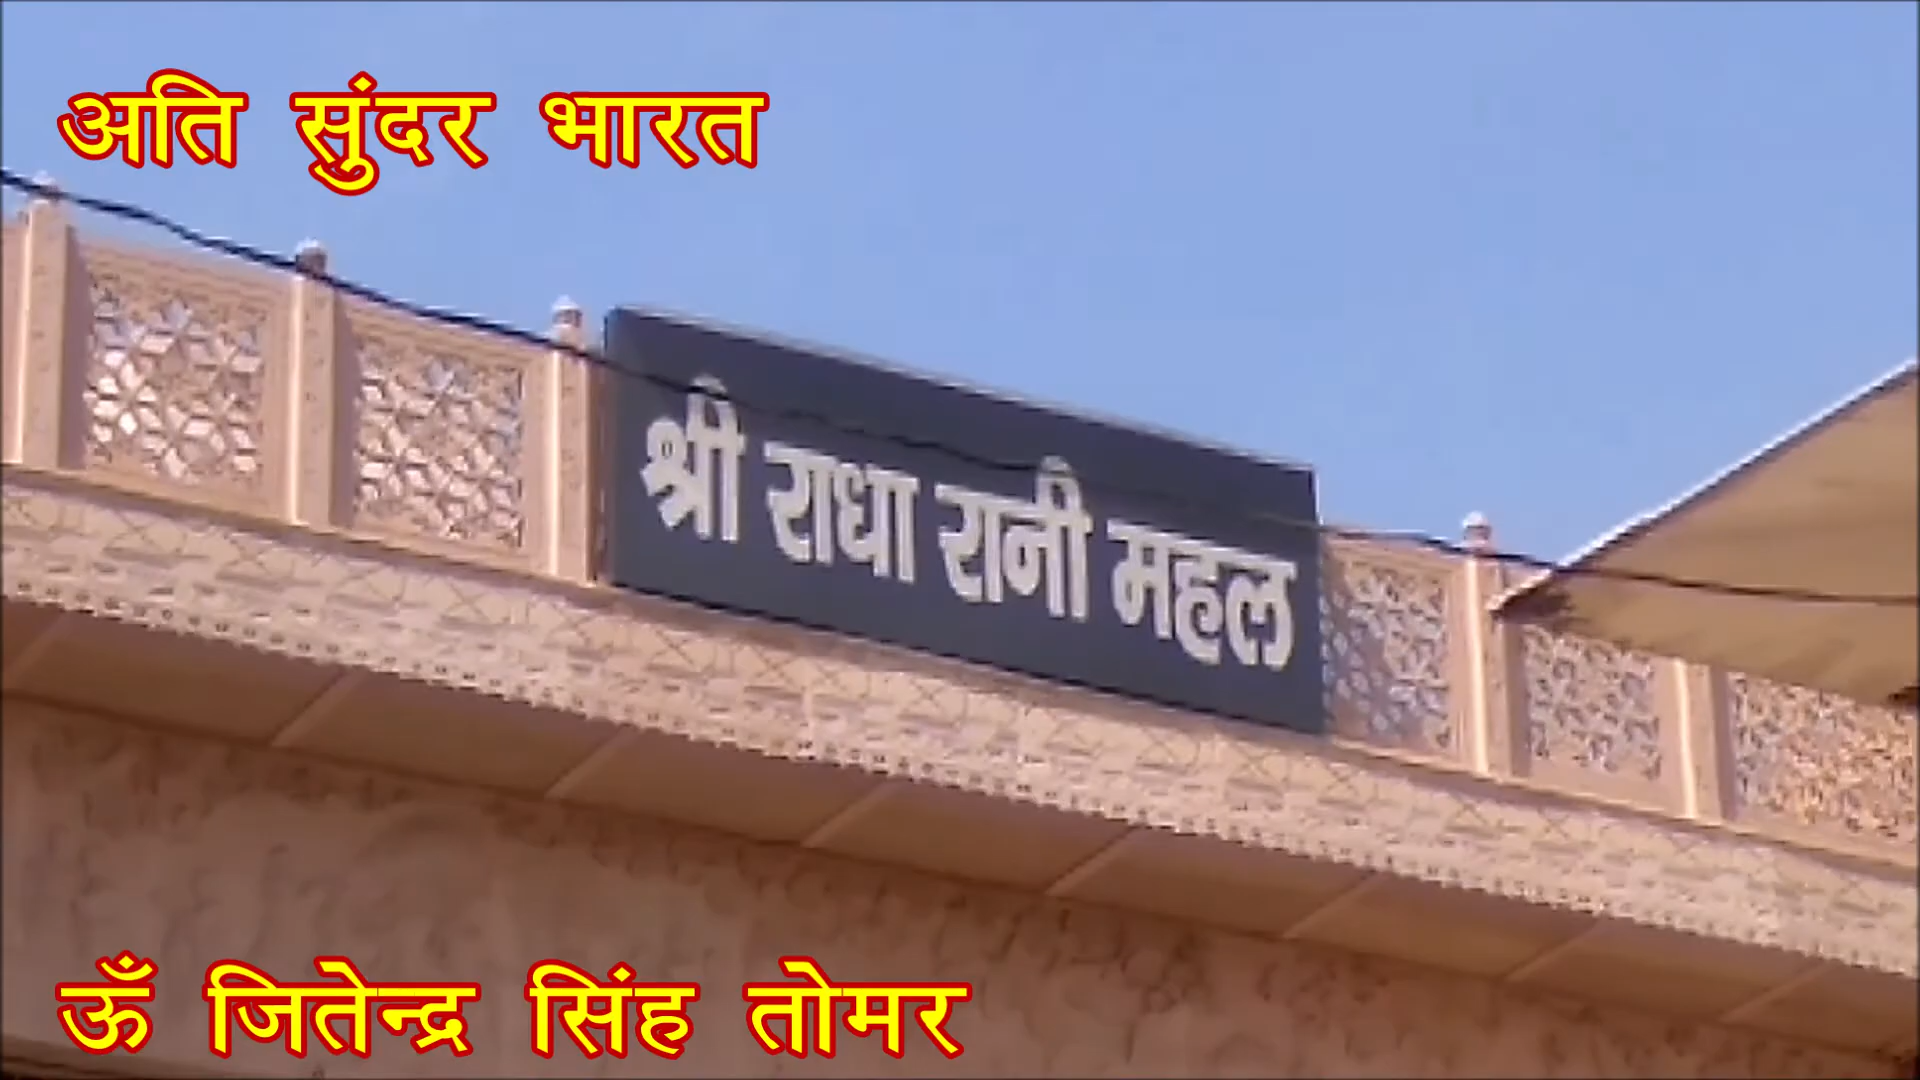 अति सुंदर भारत
श्री राधा रानी महल
ऊँ जितेन्द्र सिंह तोमर